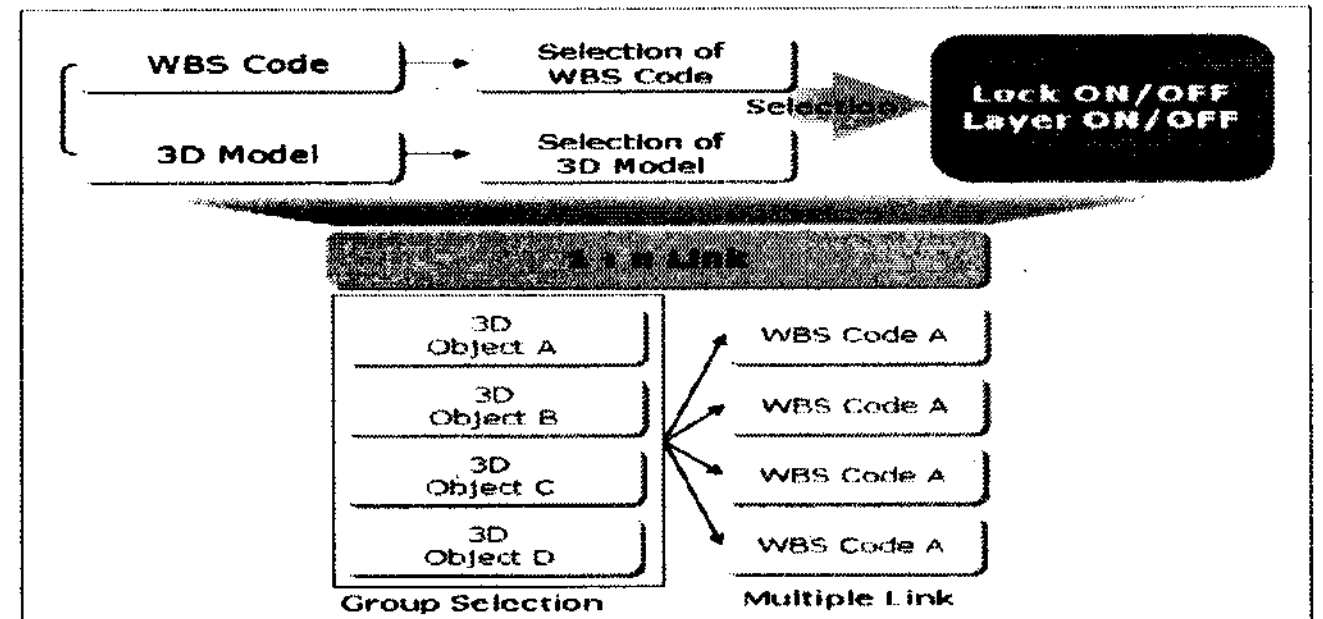 WBS Code
Selection of
WBS Code
Selection
Lock ON/OFF
Layer ON/OFF
3D Model
Selection of
3D Model
n Link
3D
Object A
WBS Code A
3D
Object B
WBS Code A
3D
Object C
WBS Code A
3D
Object D
WBS Code A
Group Selection
Multiple Link